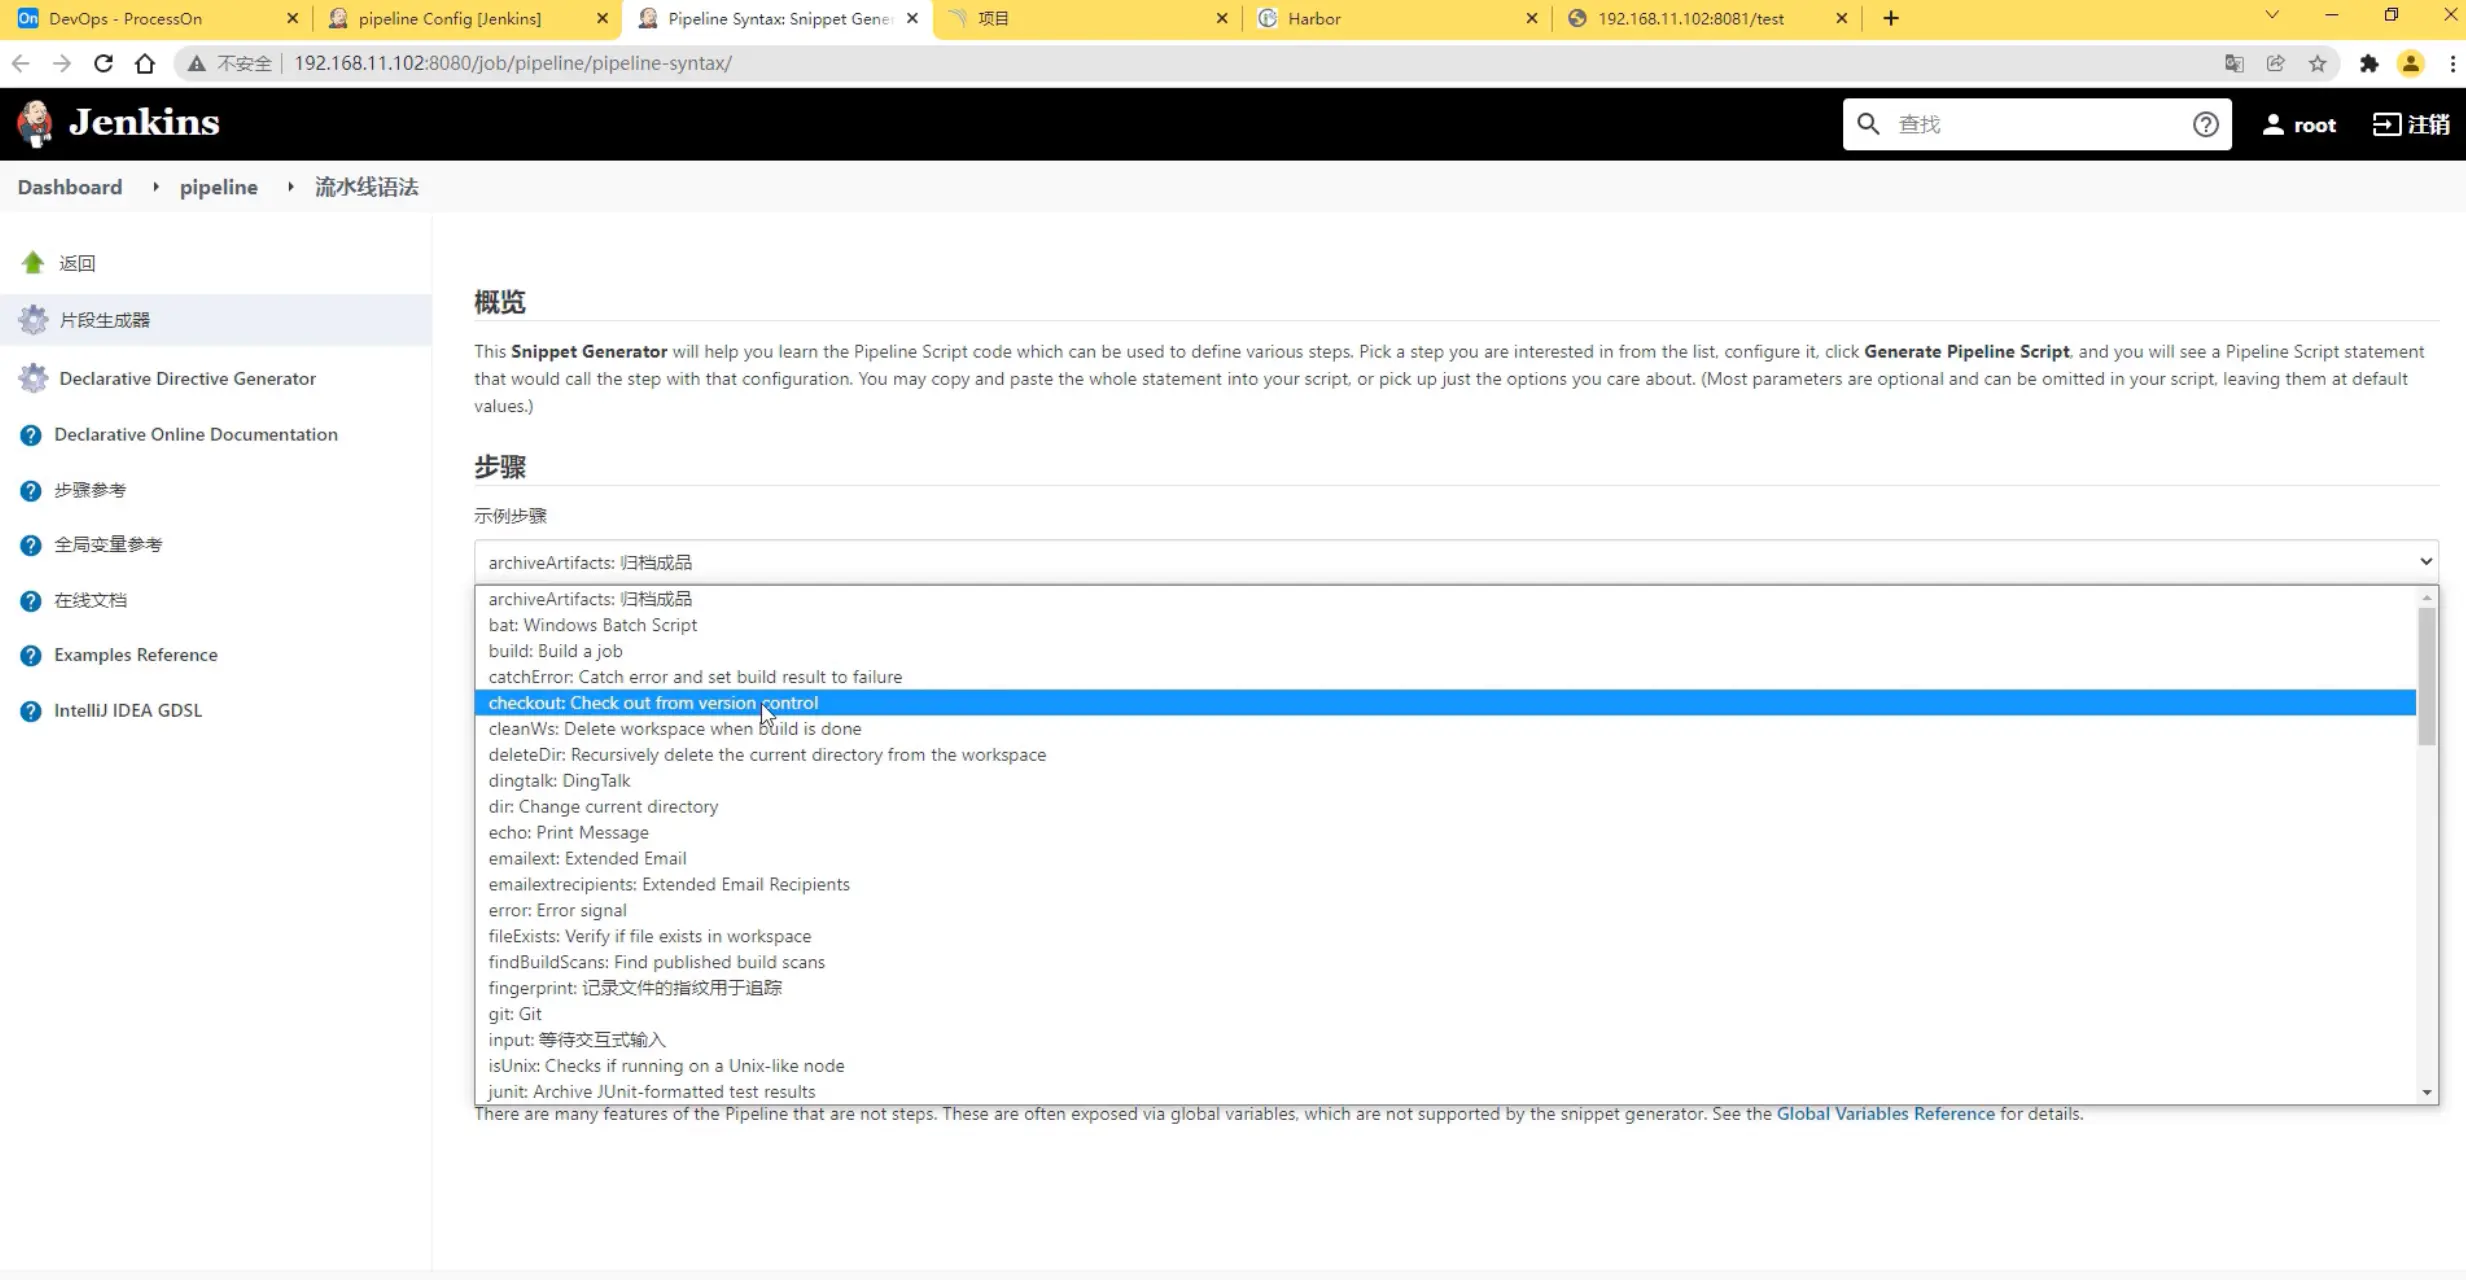 On DevOps - ProcessOn
pipeline Config [Jenkins]
Pipeline Syntax: Snippet Gene
项目
Harbor
192.168.11.102:8081/test
不安全
192.168.11.102:8080/job/pipeline/pipeline-syntax/
Jenkins
查找
root
注销
Dashboard
pipeline
流水线语法
返回
片段生成器
Declarative Directive Generator
Declarative Online Documentation
步骤参考
全局变量参考
在线文档
Examples Reference
IntelliJ IDEA GDSL
概览
This Snippet Generator will help you learn the Pipeline Script code which can be used to define various steps. Pick a step you are interested in from the list, configure it, click Generate Pipeline Script, and you will see a Pipeline Script statement
that would call the step with that configuration. You may copy and paste the whole statement into your script, or pick up just the options you care about. (Most parameters are optional and can be omitted in your script, leaving them at default
values.)
步骤
示例步骤
archiveArtifacts: 归档成品
archiveArtifacts: 归档成品
bat: Windows Batch Script
build: Build a job
catchError: Catch error and set build result to failure
checkout: Check out from version control
cleanWs: Delete workspace when build is done
deleteDir: Recursively delete the current directory from the workspace
dingtalk: DingTalk
dir: Change current directory
echo: Print Message
emailext: Extended Email
emailextrecipients: Extended Email Recipients
error: Error signal
fileExists: Verify if file exists in workspace
findBuildScans: Find published build scans
fingerprint: 记录文件的指纹用于追踪
git: Git
input: 等待交互式输入
isUnix: Checks if running on a Unix-like node
junit: Archive JUnit-formatted test results
There are many features of the Pipeline that are not steps. These are often exposed via global variables, which are not supported by the snippet generator. See the Global Variables Reference for details.